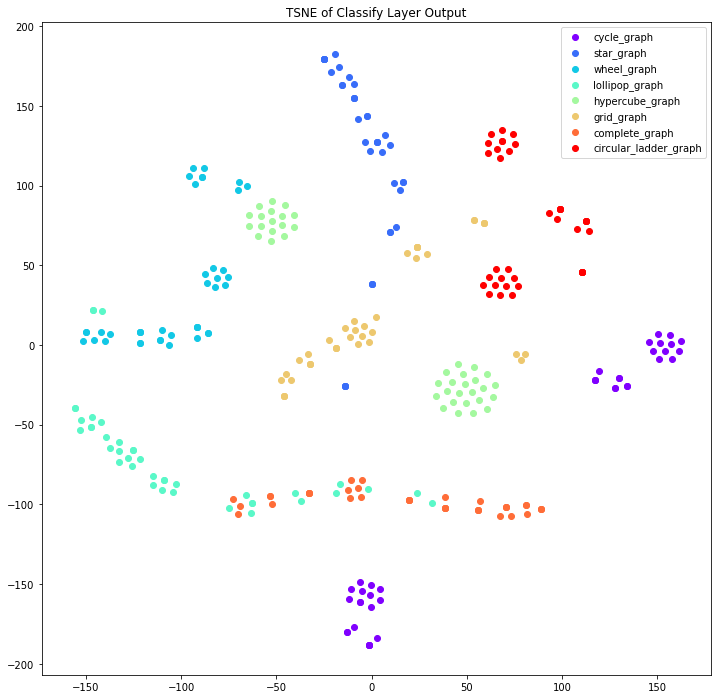 TSNE of Classify Layer Output
cycle_graph
star_graph
wheel_graph
lollipop_graph
hypercube_graph
grid_graph
complete_graph
circular_ladder_graph
200
150
100
50
0
−50
−100
−150
−200
−150
−100
−50
0
50
100
150